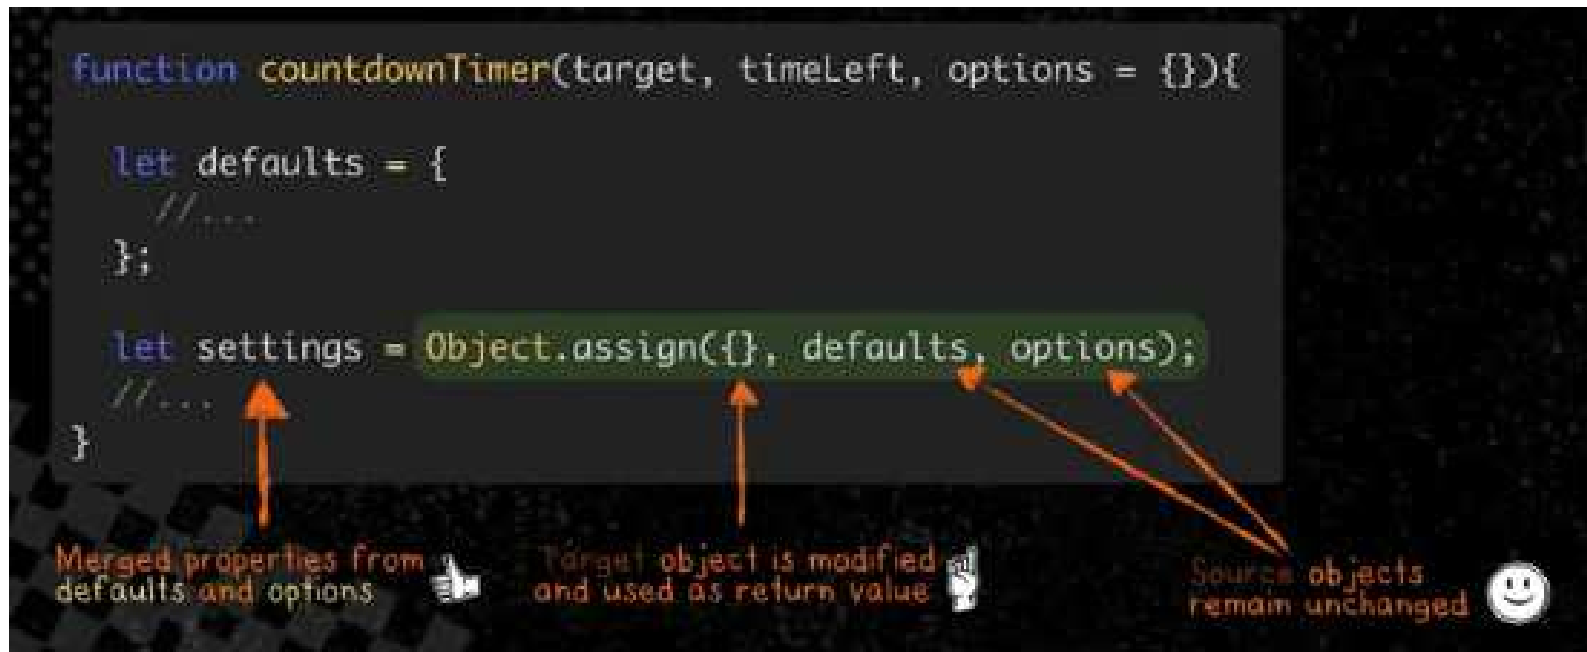 function countdownTimer(target, timeLeft, options = {}){
let defaults = {
//...
};
let settings = Object.assign({}, defaults, options);
//...
}
Merged properties from
defaults and options
Target object is modified
and used as return value
Source objects
remain unchanged